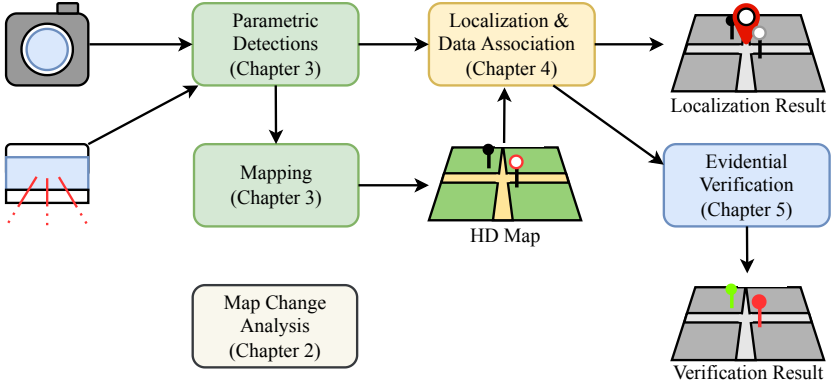 Parametric
Detections
(Chapter 3)
Localization &
Data Association
(Chapter 4)
Localization Result
Mapping
(Chapter 3)
HD Map
Evidential
Verification
(Chapter 5)
Map Change
Analysis
(Chapter 2)
Verification Result